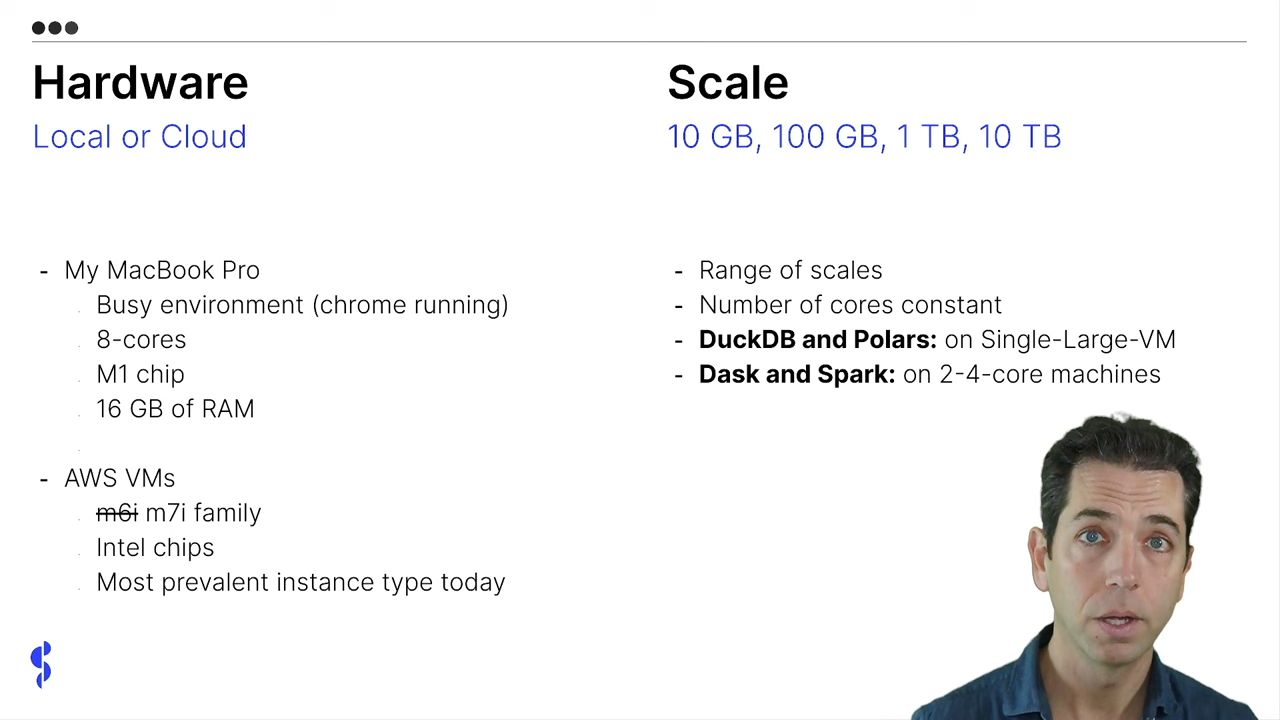 Hardware
Local or Cloud
- My MacBook Pro
Busy environment (chrome running)
8-cores
M1 chip
16 GB of RAM
- AWS VMs
m6i m7i family
Intel chips
Most prevalent instance type today
Scale
10 GB, 100 GB, 1 TB, 10 TB
- Range of scales
- Number of cores constant
- DuckDB and Polars: on Single-Large-VM
- Dask and Spark: on 2-4-core machines